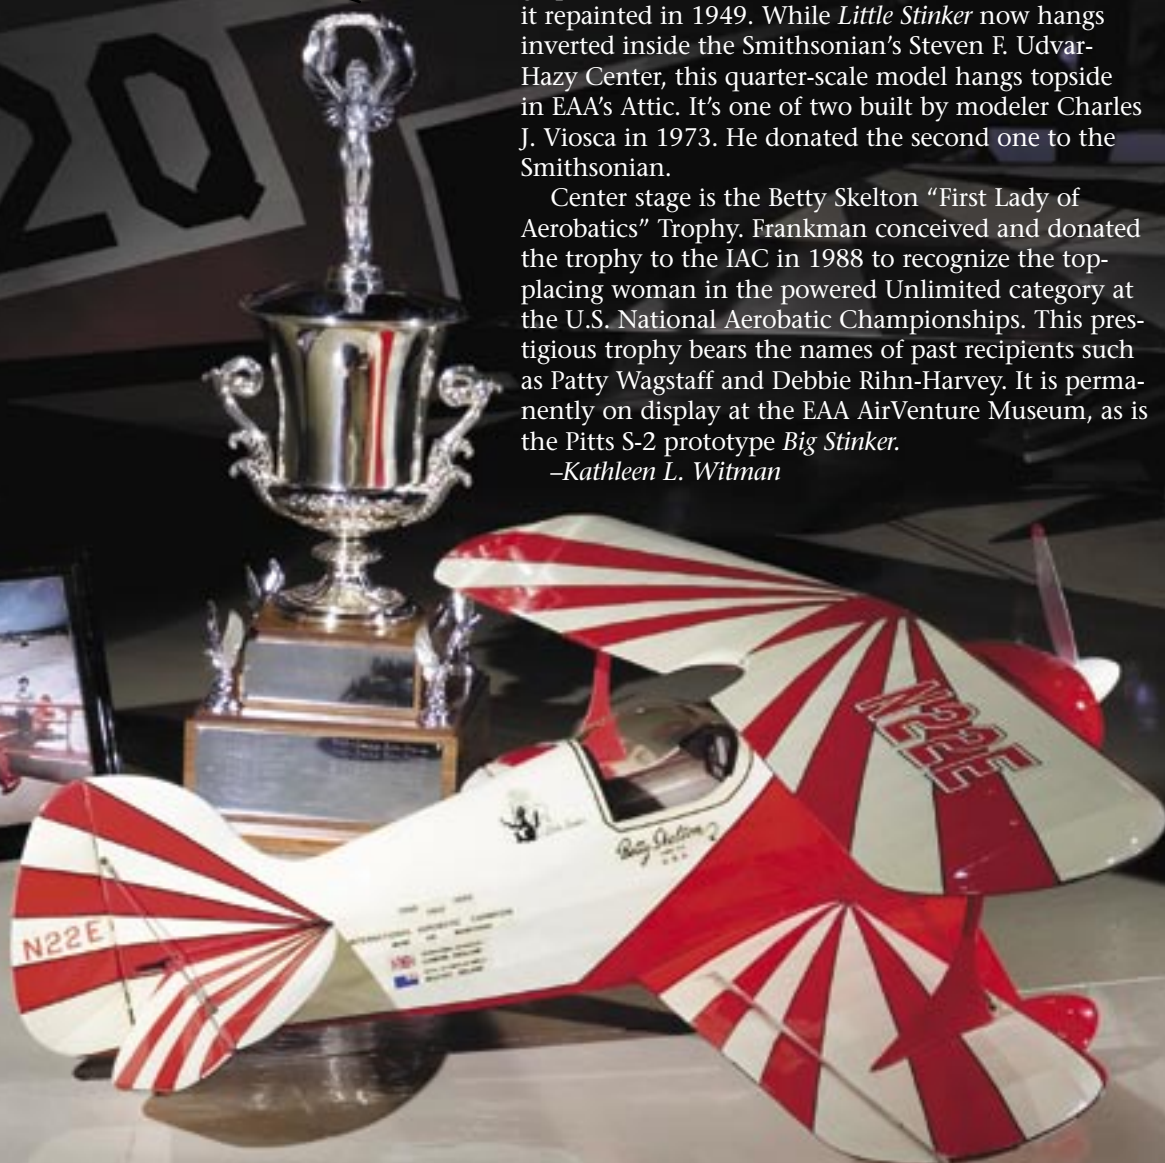 it repainted in 1949. While Little Stinker now hangs
inverted inside the Smithsonian's Steven F. Udvar-
Hazy Center, this quarter-scale model hangs topside
in EAA's Attic. It's one of two built by modeler Charles
J. Viosca in 1973. He donated the second one to the
Smithsonian.
Center stage is the Betty Skelton “First Lady of
Aerobatics” Trophy. Frankman conceived and donated
the trophy to the IAC in 1988 to recognize the top-
placing woman in the powered Unlimited category at
the U.S. National Aerobatic Championships. This pres-
tigious trophy bears the names of past recipients such
as Patty Wagstaff and Debbie Rihn-Harvey. It is perma-
nently on display at the EAA AirVenture Museum, as is
the Pitts S-2 prototype Big Stinker.
–Kathleen L. Witman
20
N22E
Betty Skelton
N22E